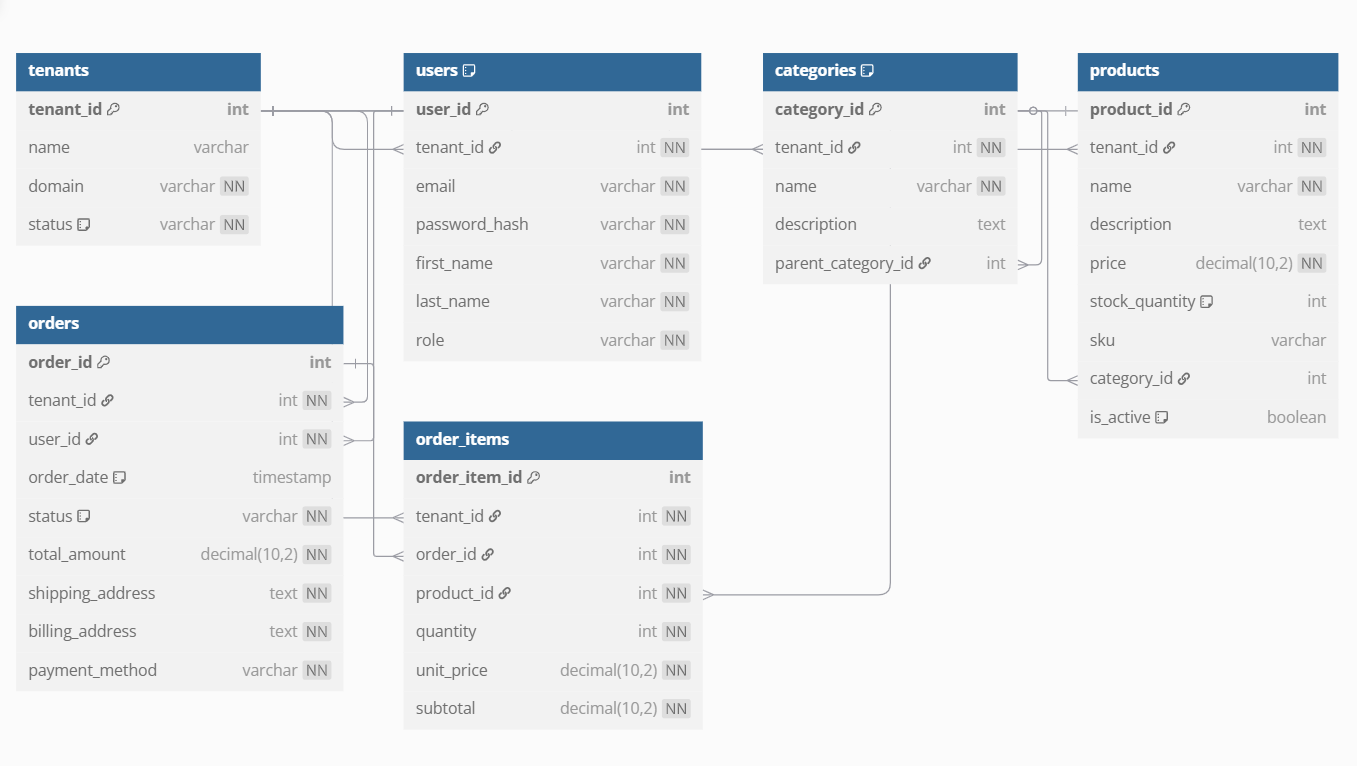 tenants
tenant_id int
name varchar
domain varchar NN
status varchar NN
users
user_id int
tenant_id int NN
email varchar NN
password_hash varchar NN
first_name varchar NN
last_name varchar NN
role varchar NN
categories
category_id int
tenant_id int NN
name varchar NN
description text
parent_category_id int
products
product_id int
tenant_id int NN
name varchar NN
description text
price decimal(10,2) NN
stock_quantity int
sku varchar
category_id int
is_active boolean
orders
order_id int
tenant_id int NN
user_id int NN
order_date timestamp
status varchar NN
total_amount decimal(10,2) NN
shipping_address text NN
billing_address text NN
payment_method varchar NN
order_items
order_item_id int
tenant_id int NN
order_id int NN
product_id int NN
quantity int NN
unit_price decimal(10,2) NN
subtotal decimal(10,2) NN